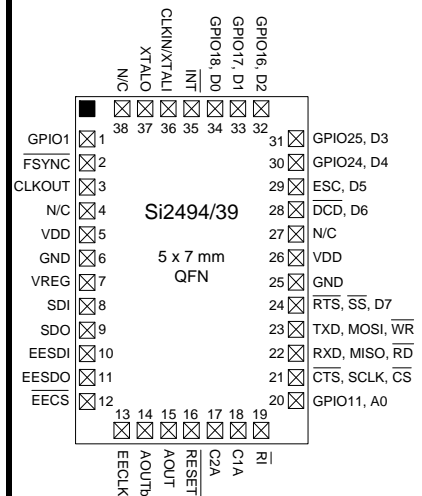 N/C
XTALO
CLKIN/XTALI
INT
GPIO18, D0
GPIO17, D1
GPIO16, D2
38 37 36 35 34 33 32
GPIO1 1
FSYNC 2
CLKOUT 3
N/C 4
VDD 5
GND 6
VREG 7
SDI 8
SDO 9
EESDI 10
EESDO 11
EECS 12
Si2494/39
5 x 7 mm
QFN
31 GPIO25, D3
30 GPIO24, D4
29 ESC, D5
28 DCD, D6
27 N/C
26 VDD
25 GND
24 RTS, SS, D7
23 TXD, MOSI, WR
22 RXD, MISO, RD
21 CTS, SCLK, CS
20 GPIO11, A0
13 14 15 16 17 18 19
EECLK
AOUTb
AOUT
RESET
C2A
C1A
RI